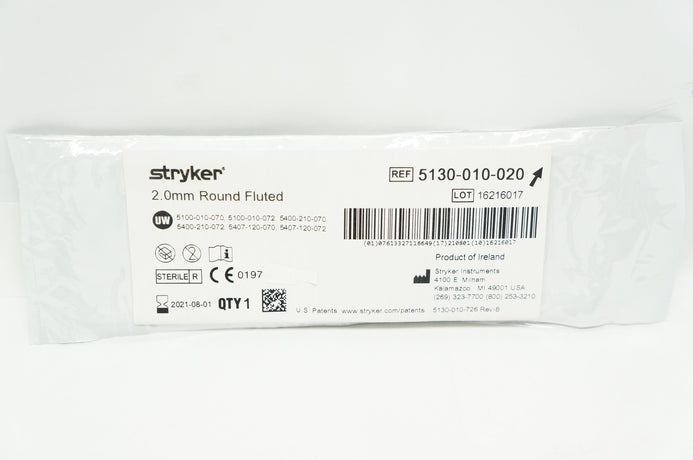 stryker®
2.0mm Round Fluted
UW 5100-010-070, 5100-010-072, 5400-210-070,
5400-210-072, 5407-120-070, 5407-120-072
STERILE R CE 0197
2021-08-01 QTY 1
REF 5130-010-020
LOT 16216017
(01)07613327116649(17)210801(10)16216017
Product of Ireland
Stryker Instruments
4100 E. Milham
Kalamazoo, MI 49001 USA
(269) 323-7700 (800) 253-3210
U.S. Patents www.stryker.com/patents 5130-010-726 Rev-B